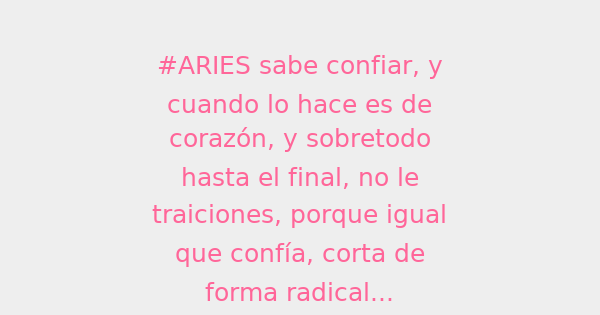 #ARIES sabe confiar, y
cuando lo hace es de
corazón, y sobretodo
hasta el final, no le
traiciones, porque igual
que confía, corta de
forma radical...